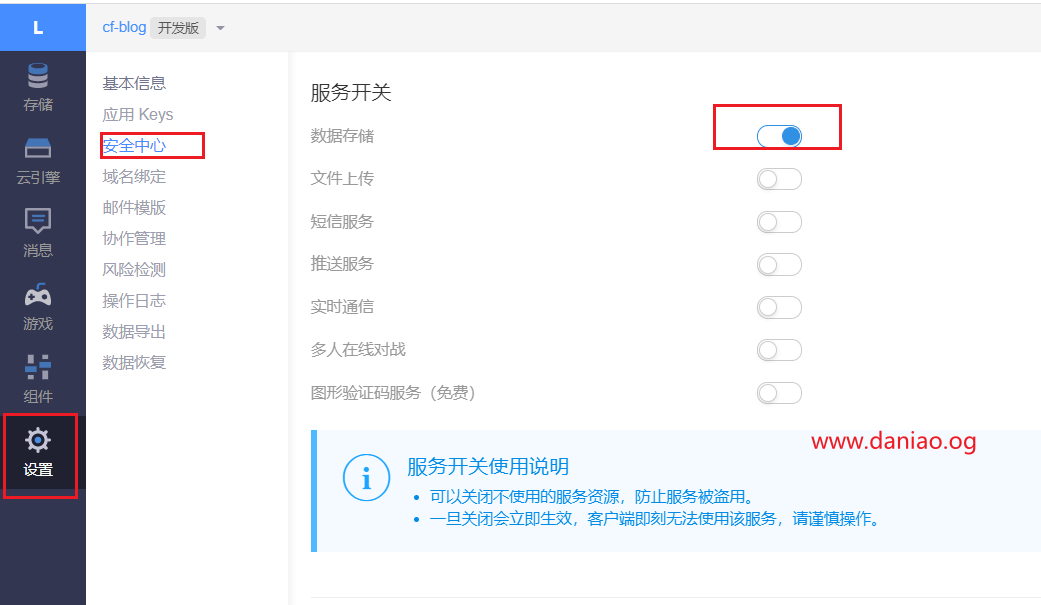 L
cf-blog 开发版
存储
云引擎
消息
游戏
组件
设置
基本信息
应用 Keys
安全中心
域名绑定
邮件模版
协作管理
风险检测
操作日志
数据导出
数据恢复
服务开关
数据存储
文件上传
短信服务
推送服务
实时通信
多人在线对战
图形验证码服务（免费）
www.daniao.og
服务开关使用说明
可以关闭不使用的服务资源，防止服务被盗用。
一旦关闭会立即生效，客户端即刻无法使用该服务，请谨慎操作。